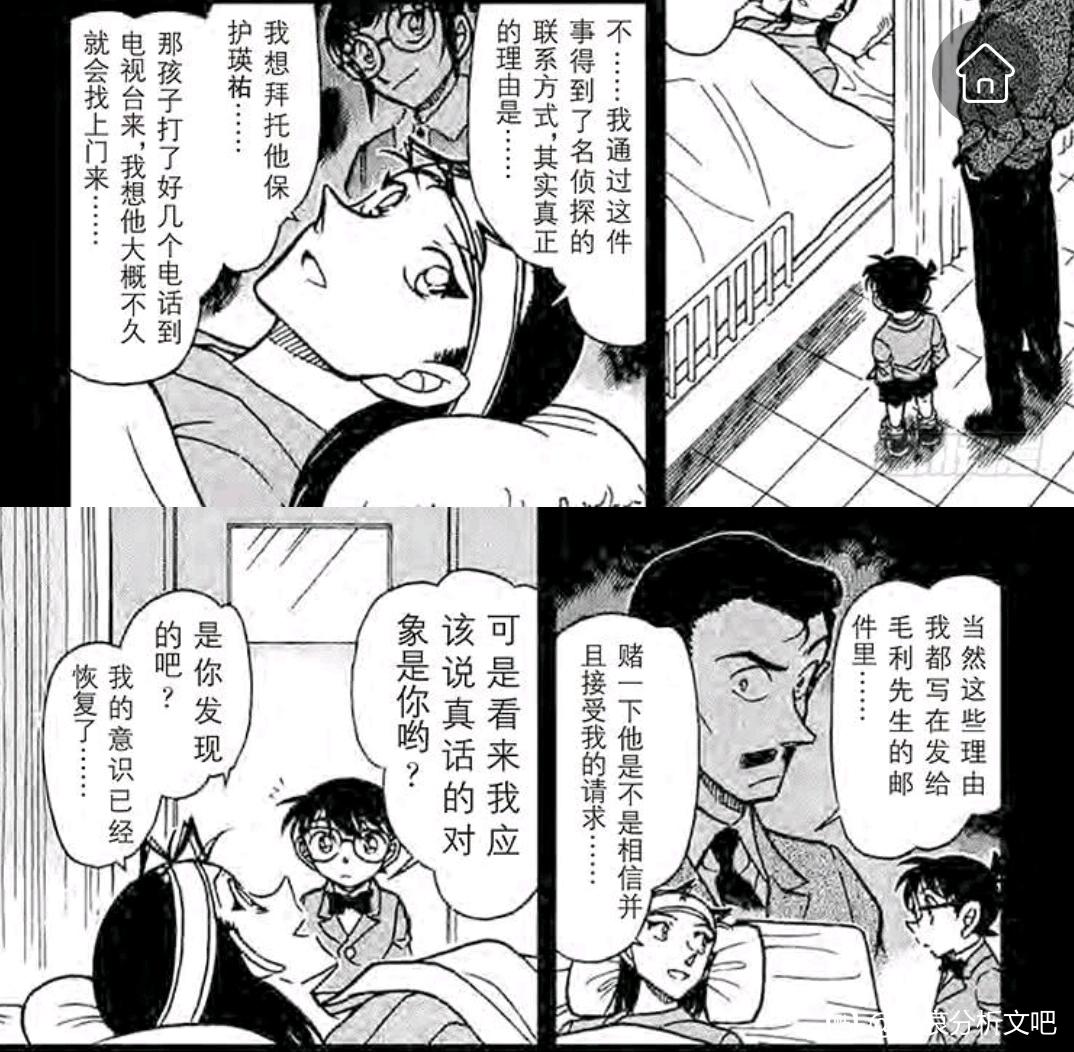 不……我通过这件
事得到了名侦探的
联系方式,其实真正
的理由是……
我想拜托他保
护瑛祐……
那孩子打了好几个电话到
电视台来,我想他大概不久
就会找上门来……
当然这些理由
我都写在发给
毛利先生的邮
件里……
赌一下他是不是相信并
且接受我的请求……
可是看来我应
该说真话的对
象是你哟?
是你发现
的吧?
我的意识已经
恢复了……
分析文吧